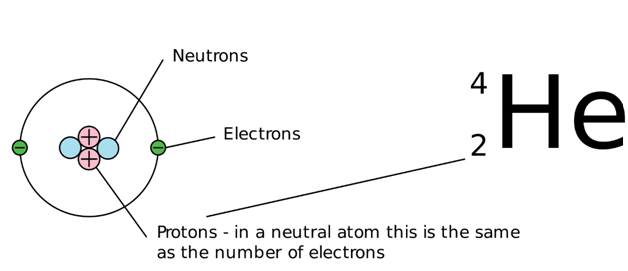 Neutrons
Electrons
Protons - in a neutral atom this is the same
as the number of electrons
4
He
2
+
+
−
−